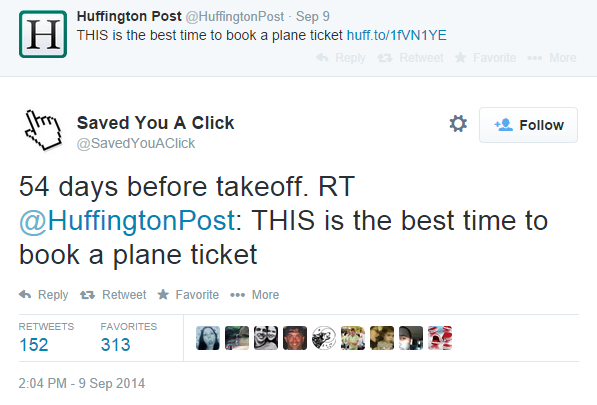 H
Huffington Post @HuffingtonPost · Sep 9
THIS is the best time to book a plane ticket huff.to/1fVN1YE
Reply Retweet Favorite More
Saved You A Click
@SavedYouAClick
Follow
54 days before takeoff. RT
@HuffingtonPost: THIS is the best time to
book a plane ticket
Reply Retweet Favorite More
RETWEETS FAVORITES
152 313
2:04 PM - 9 Sep 2014